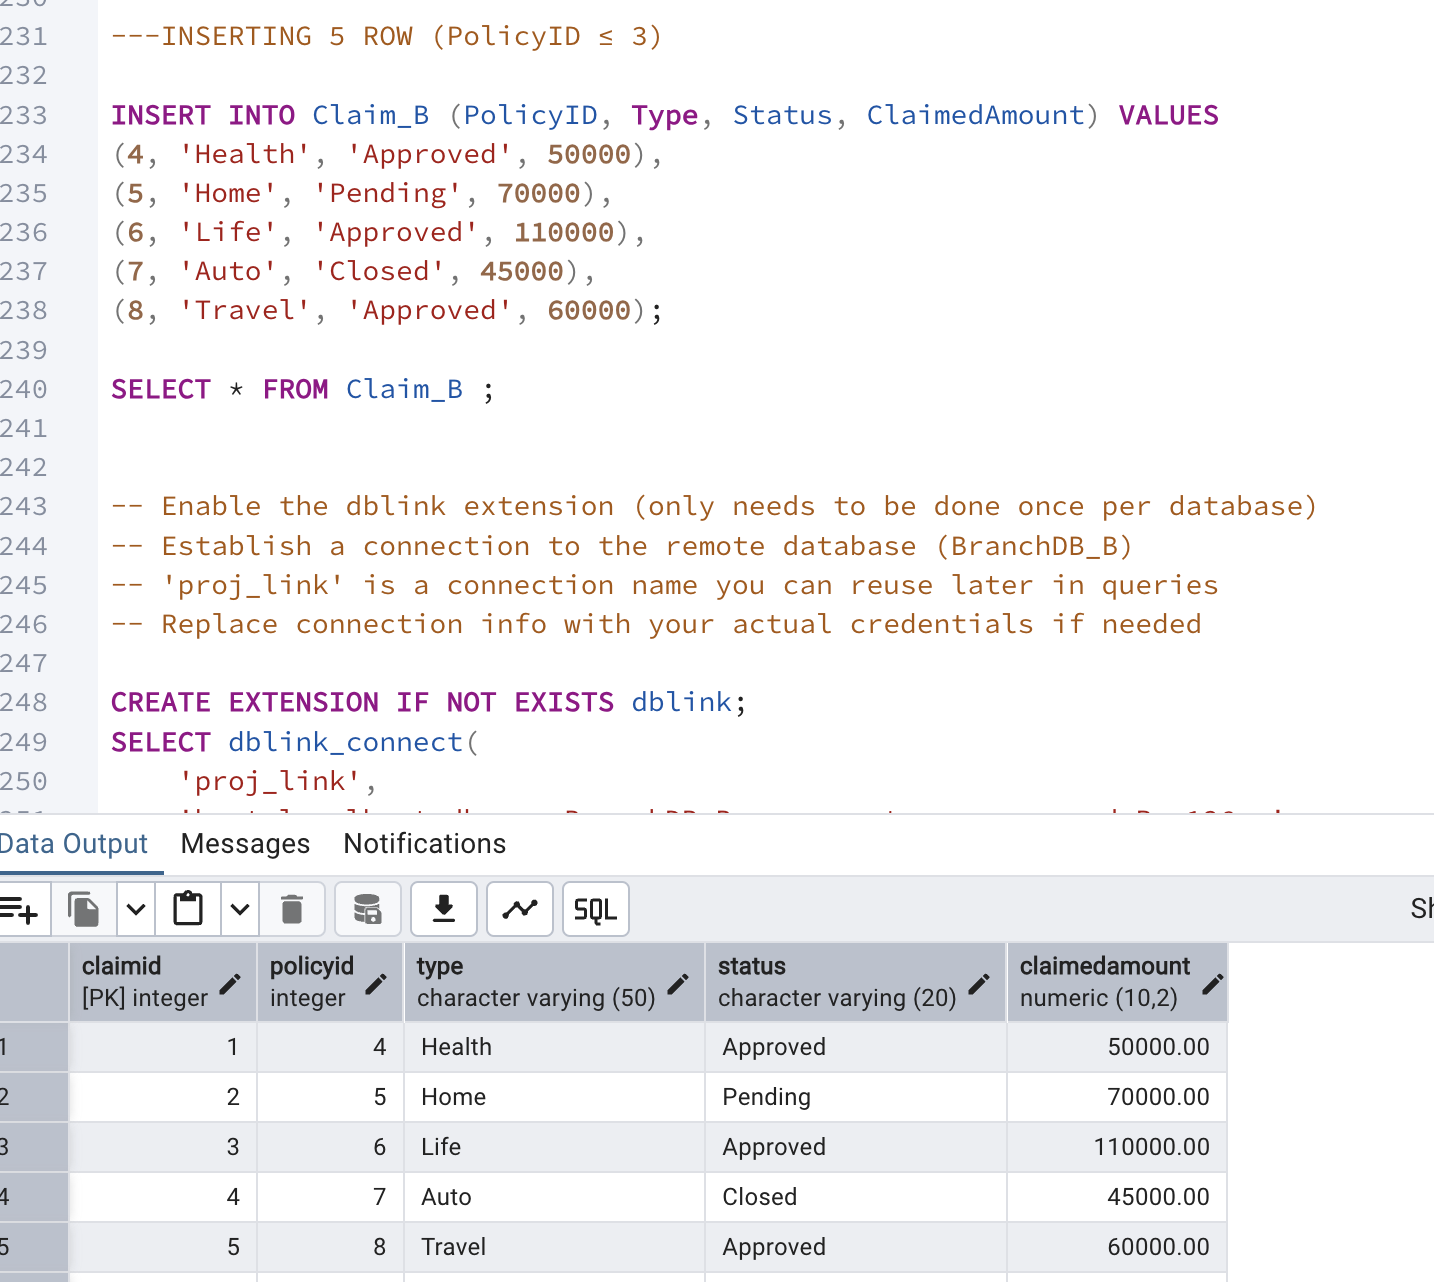 231 ---INSERTING 5 ROW (PolicyID ≤ 3)
232
233 INSERT INTO Claim_B (PolicyID, Type, Status, ClaimedAmount) VALUES
234 (4, 'Health', 'Approved', 50000),
235 (5, 'Home', 'Pending', 70000),
236 (6, 'Life', 'Approved', 110000),
237 (7, 'Auto', 'Closed', 45000),
238 (8, 'Travel', 'Approved', 60000);
239
240 SELECT * FROM Claim_B ;
241
242
243 -- Enable the dblink extension (only needs to be done once per database)
244 -- Establish a connection to the remote database (BranchDB_B)
245 -- 'proj_link' is a connection name you can reuse later in queries
246 -- Replace connection info with your actual credentials if needed
247
248 CREATE EXTENSION IF NOT EXISTS dblink;
249 SELECT dblink_connect(
250 'proj_link',
Data Output Messages Notifications
SQL
claimid policyid type status claimedamount
[PK] integer integer character varying (50) character varying (20) numeric (10,2)
1 1 4 Health Approved 50000.00
2 2 5 Home Pending 70000.00
3 3 6 Life Approved 110000.00
4 4 7 Auto Closed 45000.00
5 5 8 Travel Approved 60000.00